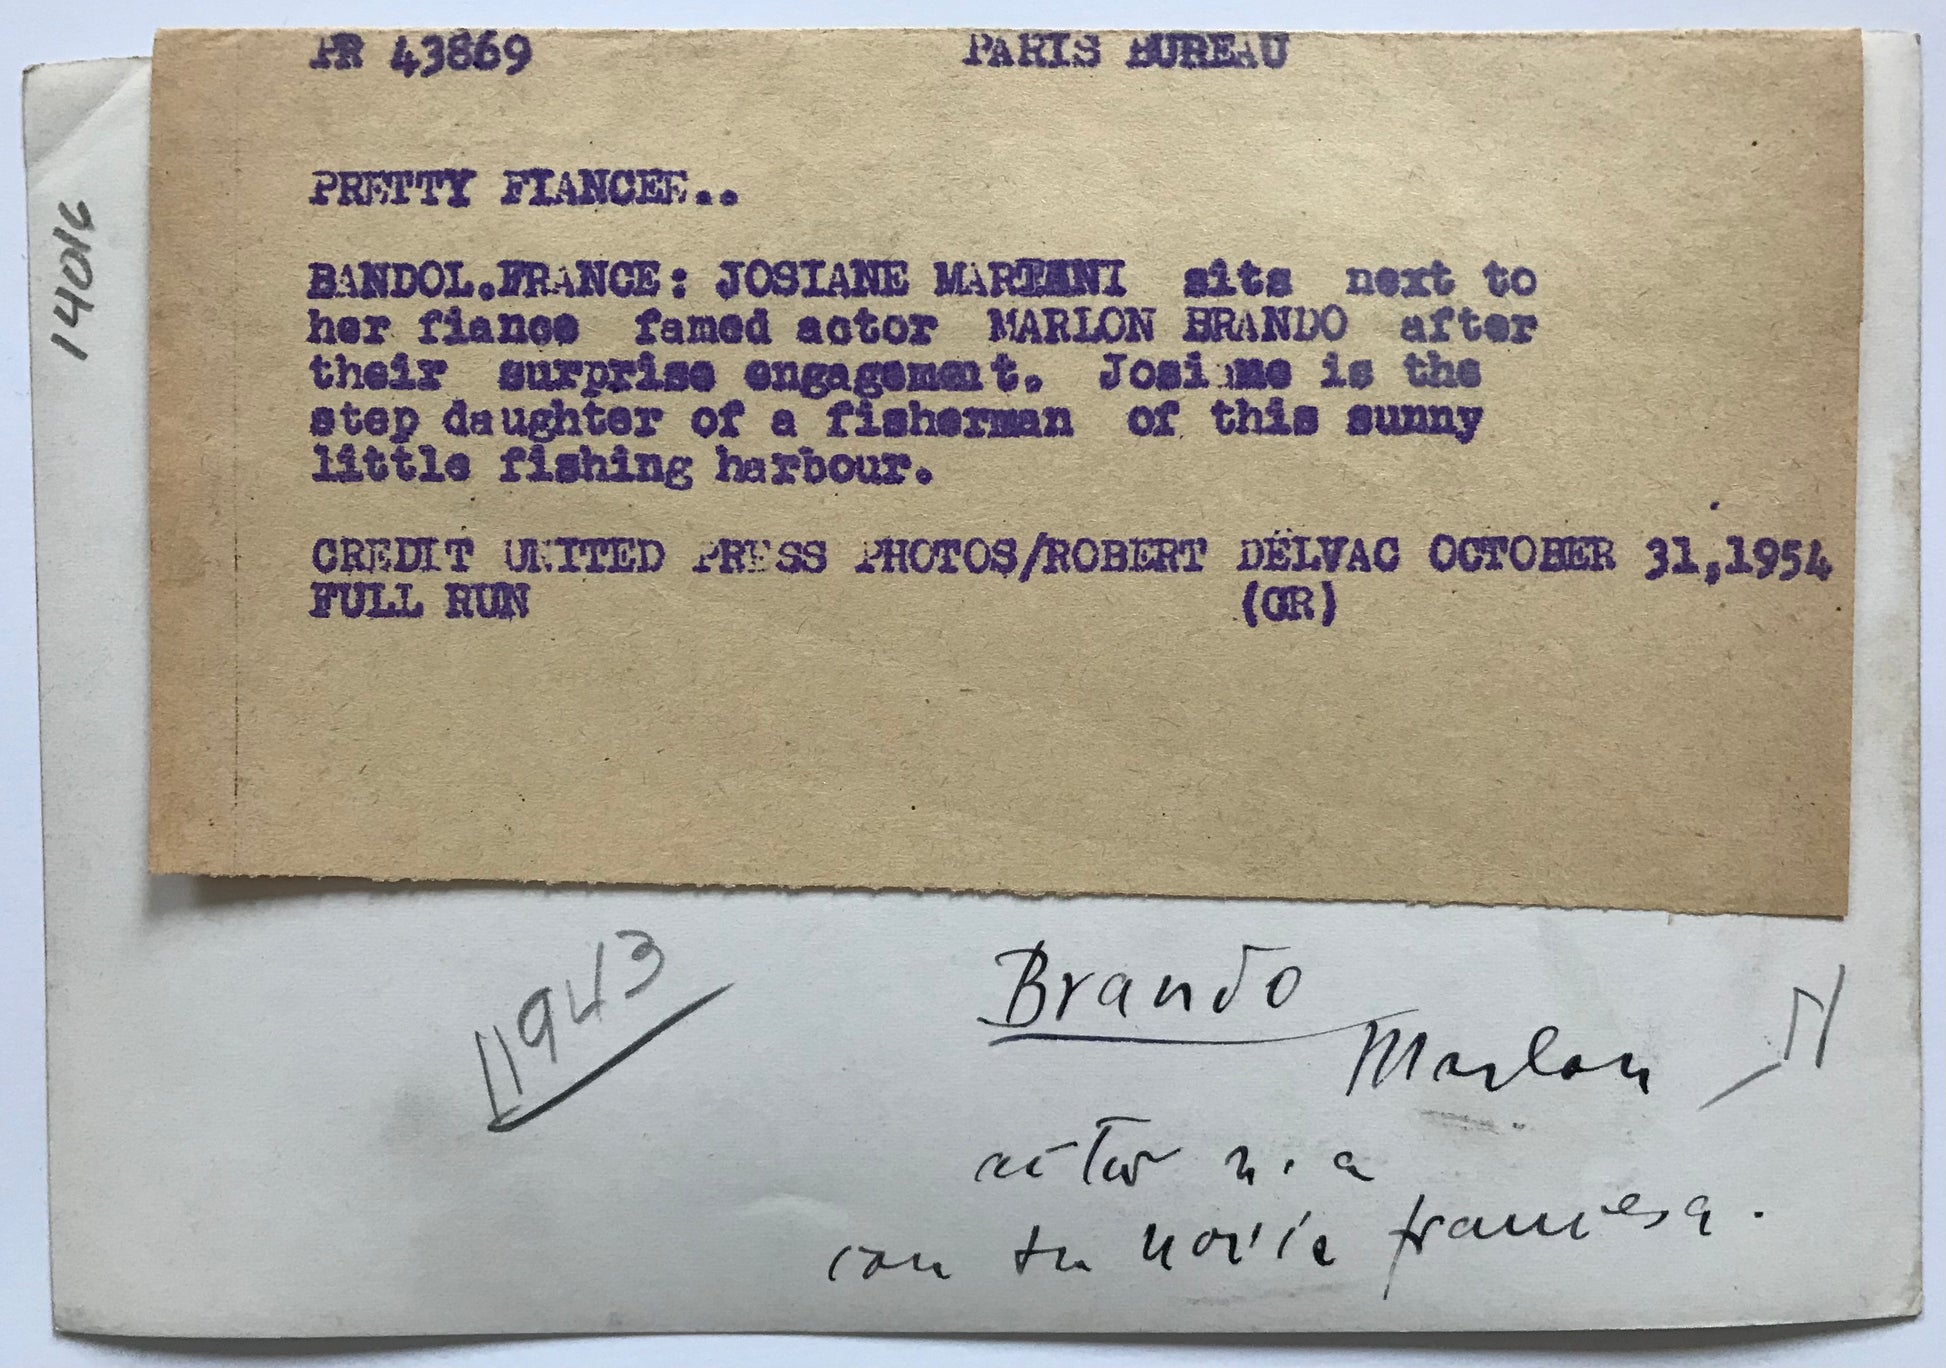 PR 43869 PARIS BUREAU
PRETTY FIANCEE..
BANDOL.FRANCE: JOSIANE MARIANI sits next to
her fiance famed actor MARLON BRANDO after
their surprise engagement. Josiane is the
step daughter of a fisherman of this sunny
little fishing harbour.
CREDIT UNITED PRESS PHOTOS/ROBERT DELVAC OCTOBER 31,1954
FULL RUN (GR)
14016
11943
Brando
Marlon
actor n.a
con su novia francesa.